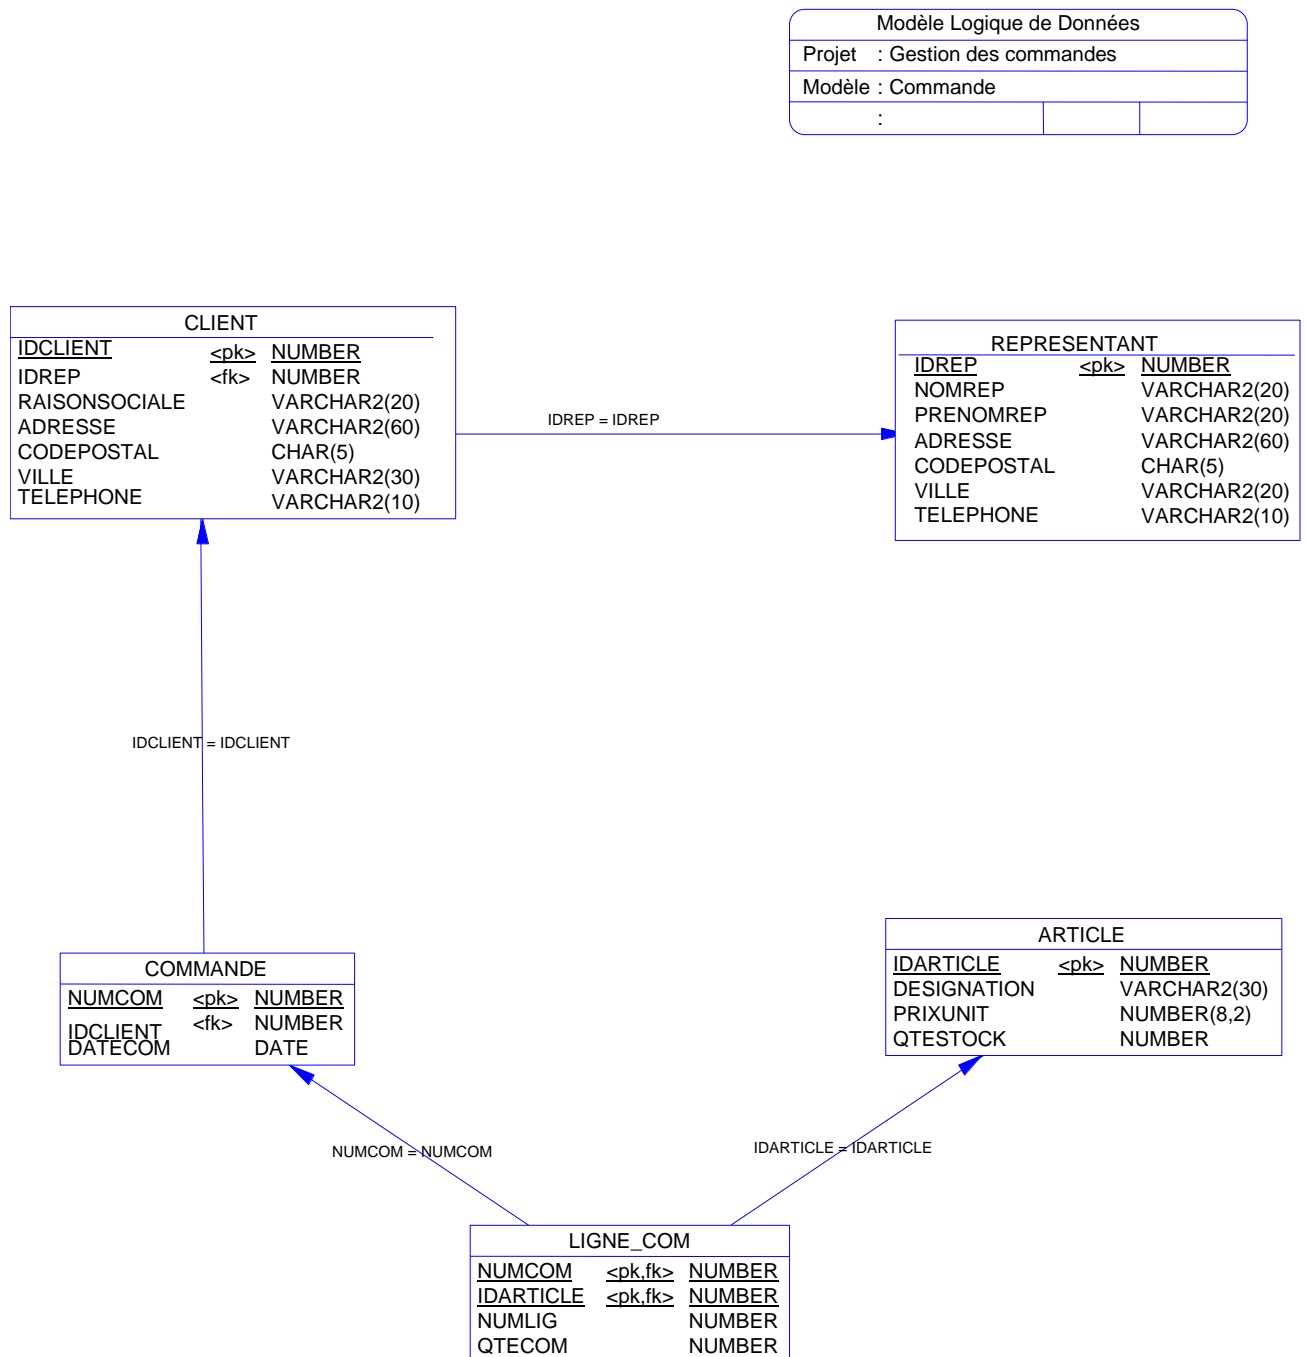 Modèle Logique de Données
Projet : Gestion des commandes
Modèle : Commande
:
CLIENT
IDCLIENT <pk> NUMBER
IDREP <fk> NUMBER
RAISONSOCIALE VARCHAR2(20)
ADRESSE VARCHAR2(60)
CODEPOSTAL CHAR(5)
VILLE VARCHAR2(30)
TELEPHONE VARCHAR2(10)
IDREP = IDREP
REPRESENTANT
IDREP <pk> NUMBER
NOMREP VARCHAR2(20)
PRENOMREP VARCHAR2(20)
ADRESSE VARCHAR2(60)
CODEPOSTAL CHAR(5)
VILLE VARCHAR2(20)
TELEPHONE VARCHAR2(10)
IDCLIENT = IDCLIENT
COMMANDE
NUMCOM <pk> NUMBER
IDCLIENT <fk> NUMBER
DATECOM DATE
ARTICLE
IDARTICLE <pk> NUMBER
DESIGNATION VARCHAR2(30)
PRIXUNIT NUMBER(8,2)
QTESTOCK NUMBER
NUMCOM = NUMCOM
IDARTICLE = IDARTICLE
LIGNE_COM
NUMCOM <pk,fk> NUMBER
IDARTICLE <pk,fk> NUMBER
NUMLIG NUMBER
QTECOM NUMBER